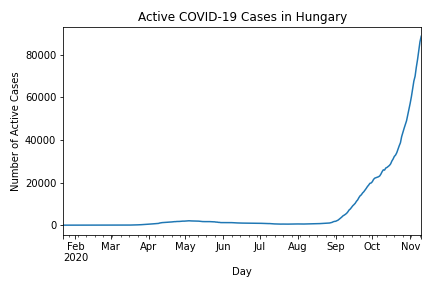 Active COVID-19 Cases in Hungary
Number of Active Cases
80000
60000
40000
20000
0
Feb Mar Apr May Jun Jul Aug Sep Oct Nov
2020
Day